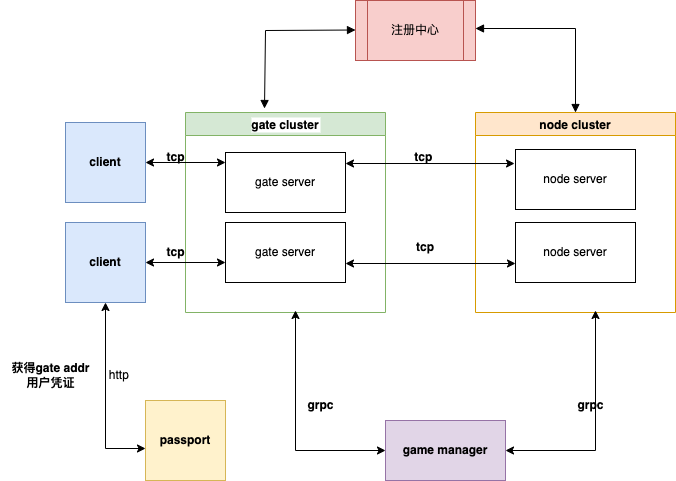 注册中心
gate cluster
node cluster
client
tcp
gate server
tcp
node server
client
tcp
gate server
tcp
node server
获得gate addr
用户凭证
http
grpc
grpc
passport
game manager